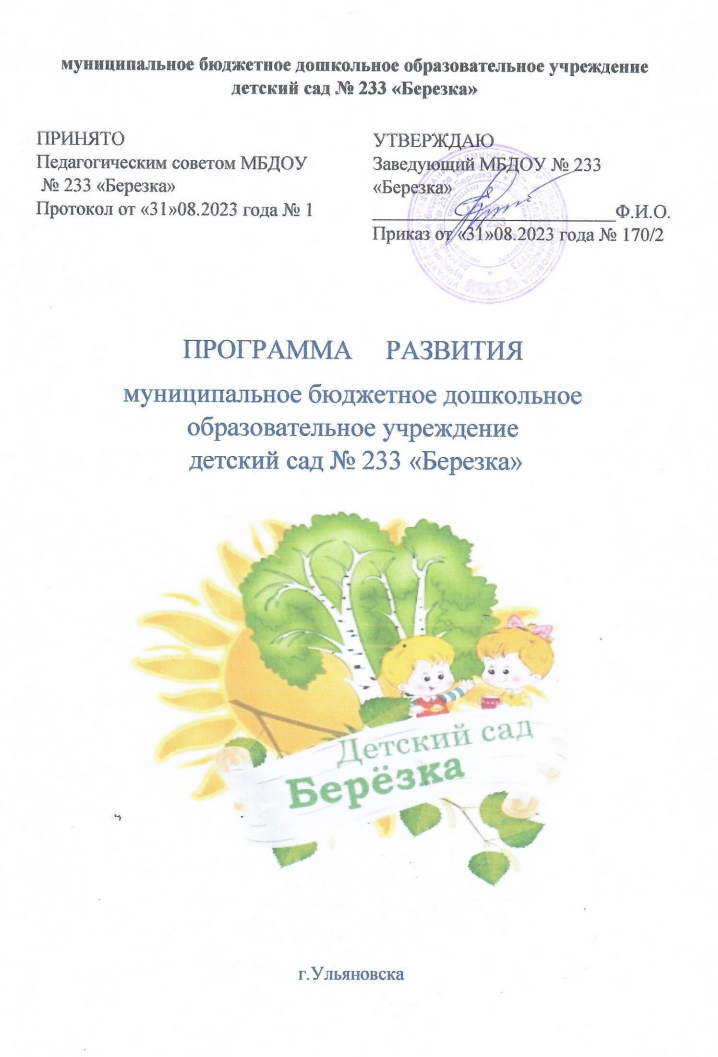 муниципальное бюджетное дошкольное образовательное учреждение
детский сад № 233 «Березка»
ПРИНЯТО
Педагогическим советом МБДОУ
№ 233 «Березка»
Протокол от «31»08.2023 года № 1
УТВЕРЖДАЮ
Заведующий МБДОУ № 233
«Березка»
____________________________Ф.И.О.
Приказ от «31»08.2023 года № 170/2
ПРОГРАММА РАЗВИТИЯ
муниципальное бюджетное дошкольное
образовательное учреждение
детский сад № 233 «Березка»
Детский сад
Берёзка
г.Ульяновска